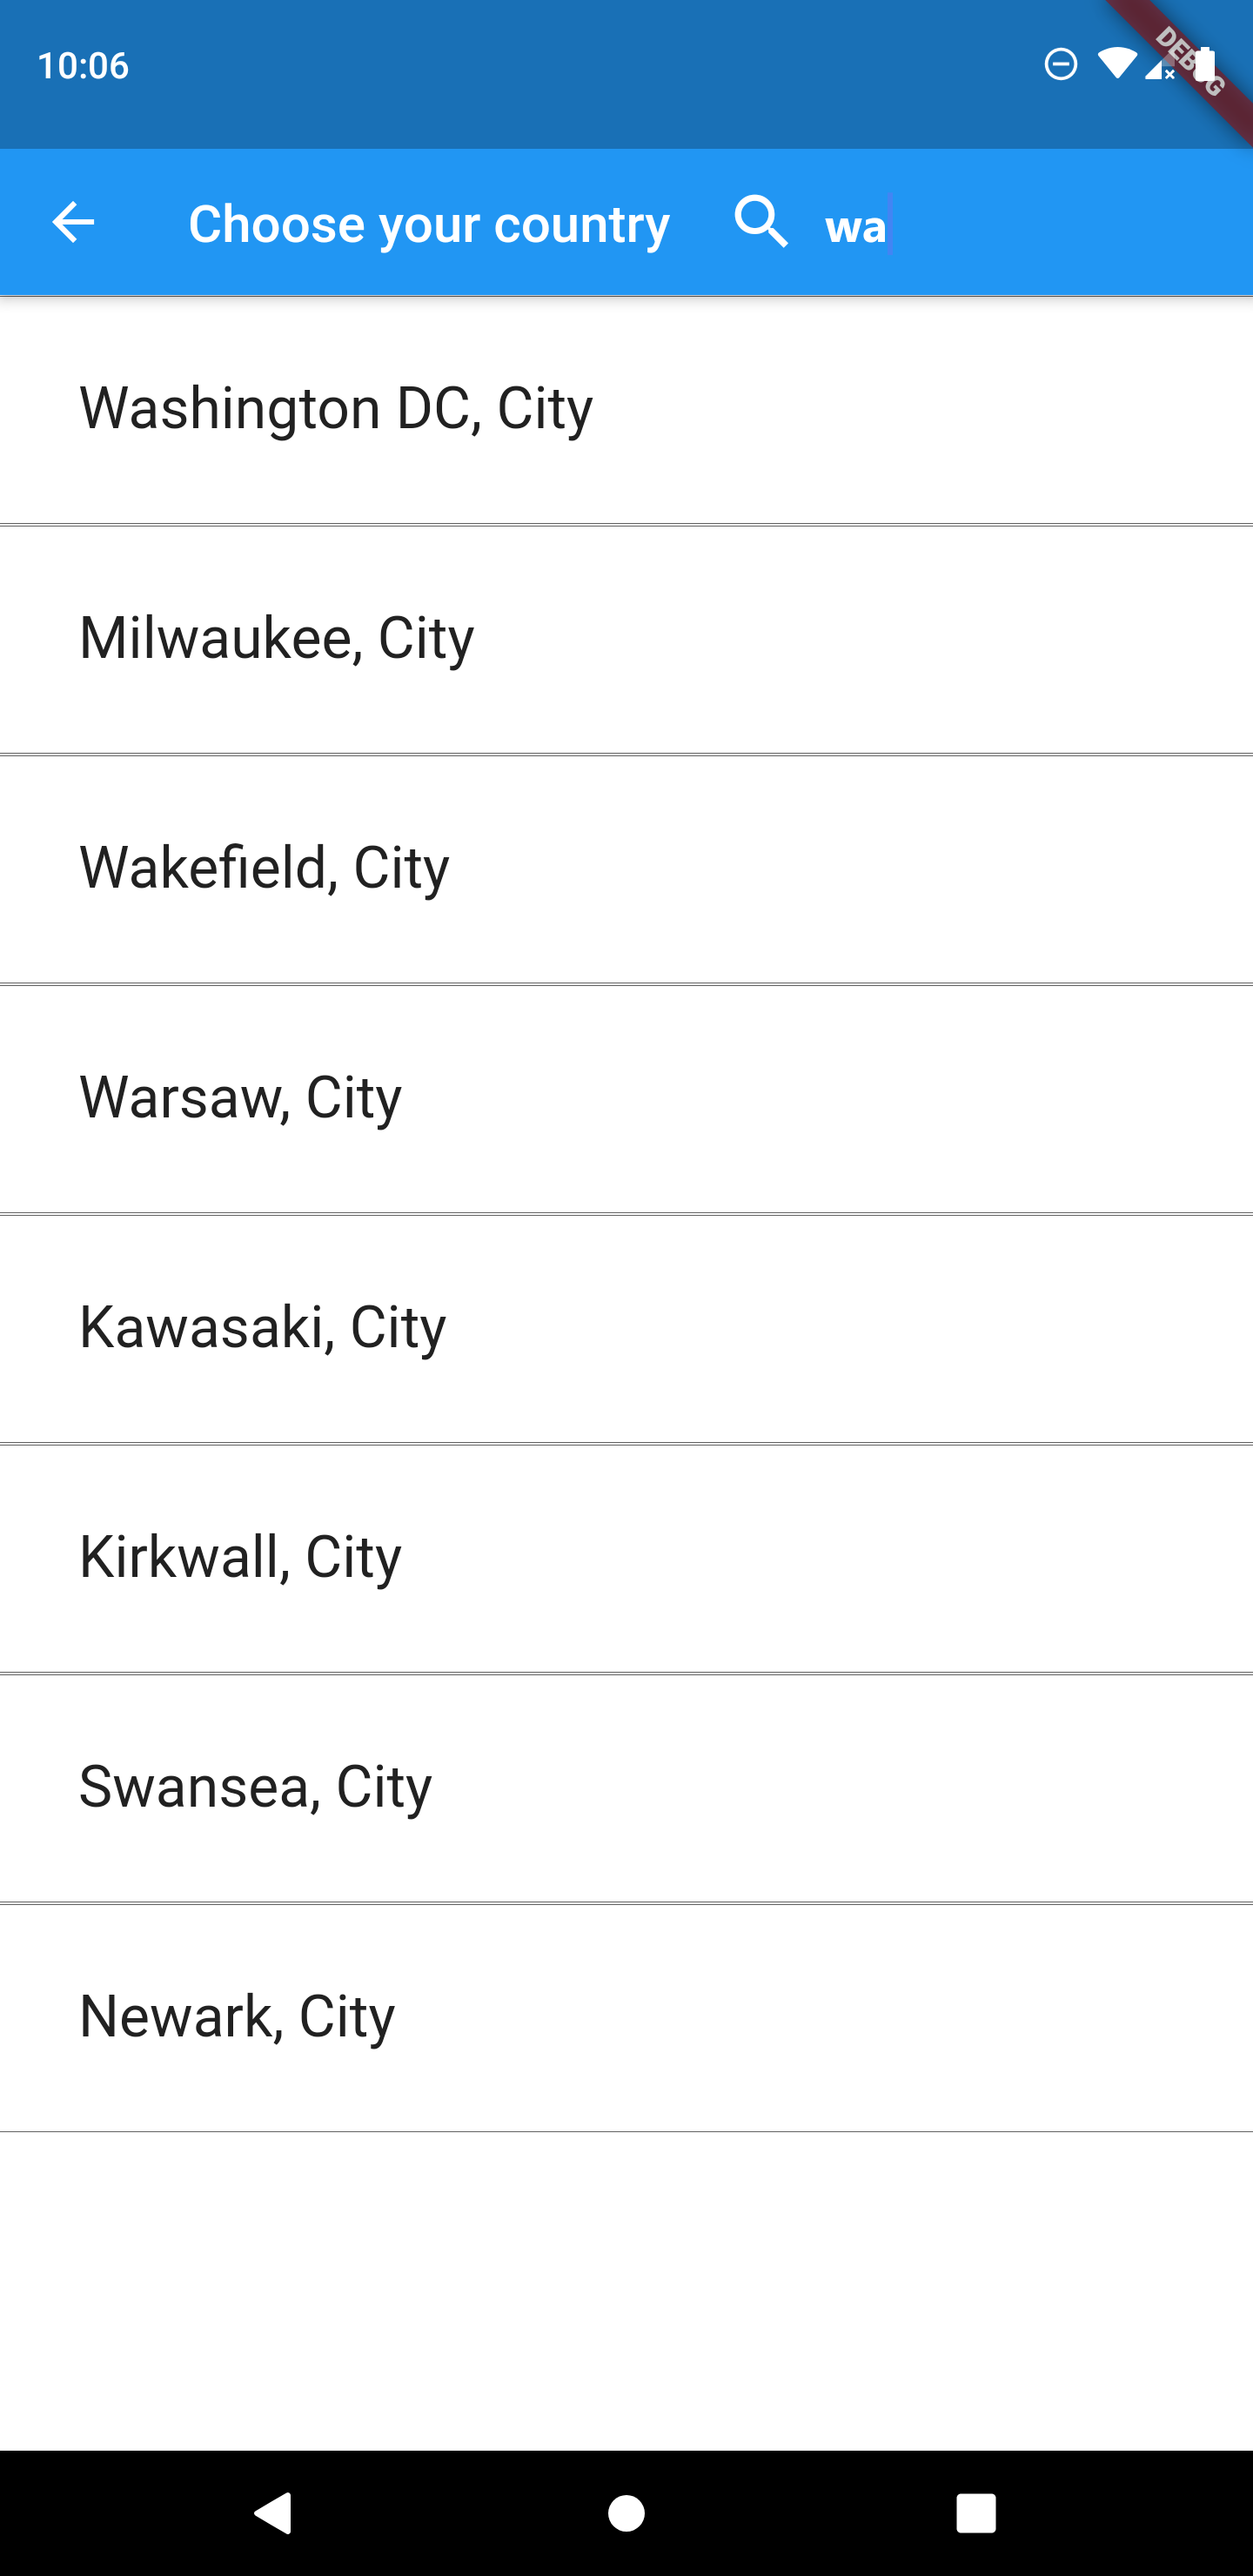 10:06
DEBUG
Choose your country
wa
Washington DC, City
Milwaukee, City
Wakefield, City
Warsaw, City
Kawasaki, City
Kirkwall, City
Swansea, City
Newark, City